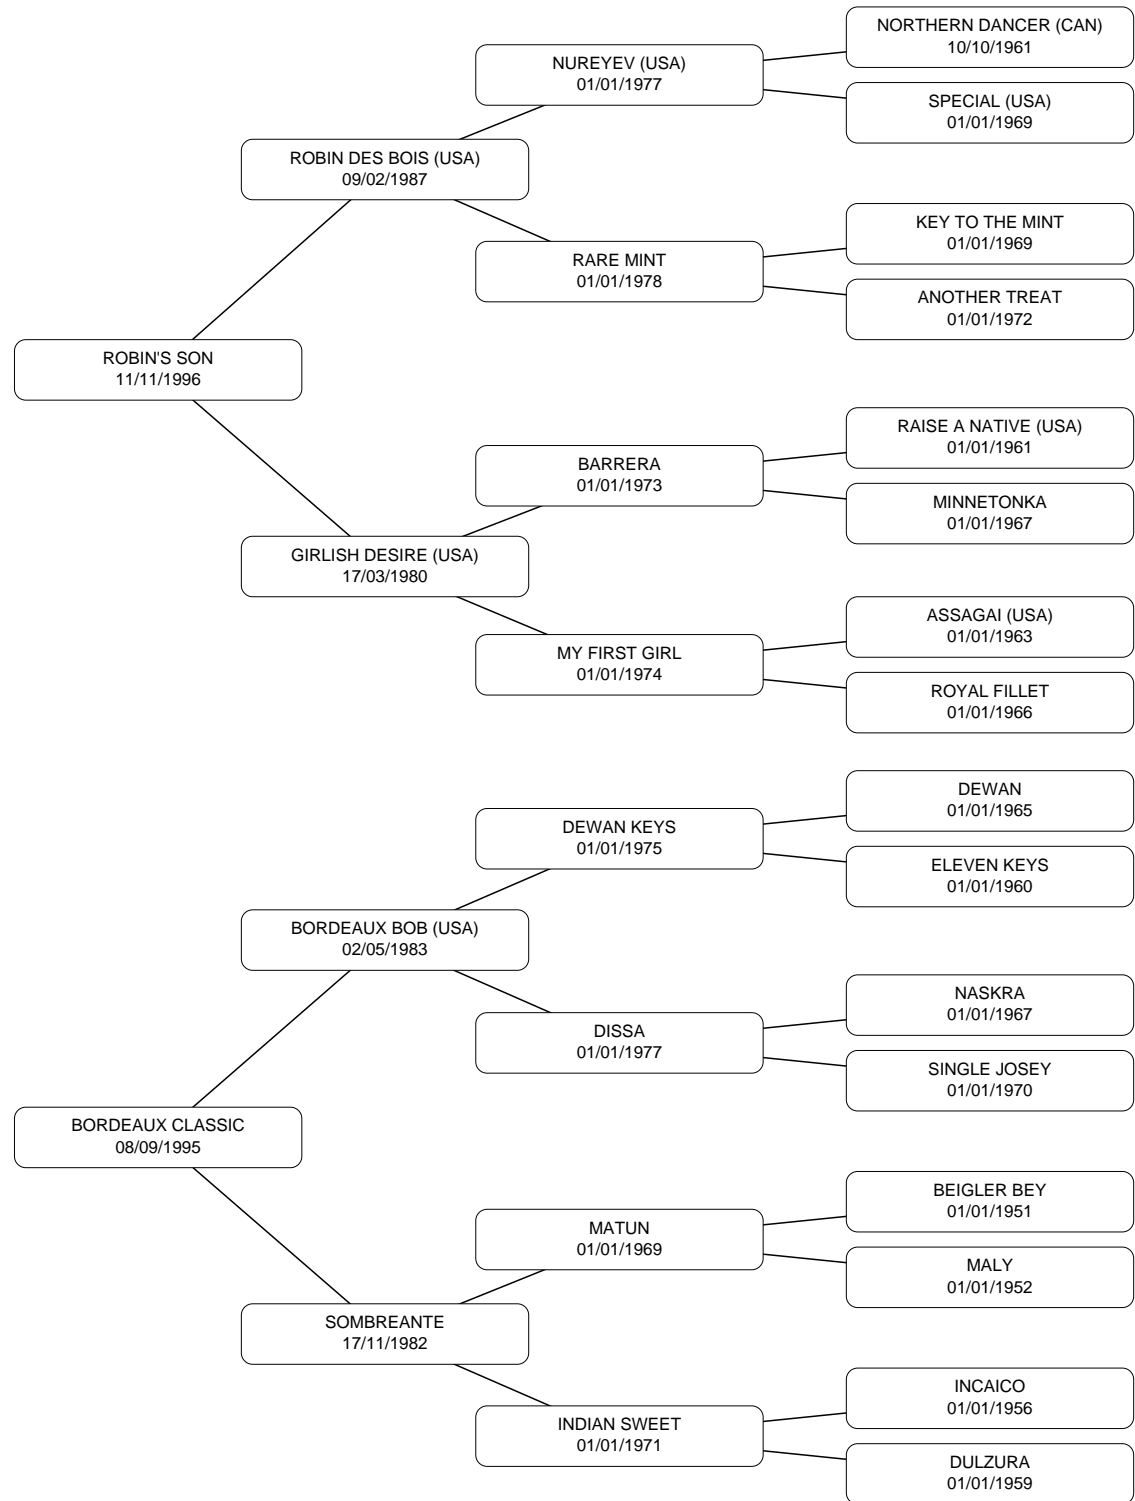 NORTHERN DANCER (CAN)
10/10/1961
NUREYEV (USA)
01/01/1977
SPECIAL (USA)
01/01/1969
ROBIN DES BOIS (USA)
09/02/1987
KEY TO THE MINT
01/01/1969
RARE MINT
01/01/1978
ANOTHER TREAT
01/01/1972
ROBIN'S SON
11/11/1996
RAISE A NATIVE (USA)
01/01/1961
BARRERA
01/01/1973
MINNETONKA
01/01/1967
GIRLISH DESIRE (USA)
17/03/1980
ASSAGAI (USA)
01/01/1963
MY FIRST GIRL
01/01/1974
ROYAL FILLET
01/01/1966
DEWAN
01/01/1965
DEWAN KEYS
01/01/1975
ELEVEN KEYS
01/01/1960
BORDEAUX BOB (USA)
02/05/1983
NASKRA
01/01/1967
DISSA
01/01/1977
SINGLE JOSEY
01/01/1970
BORDEAUX CLASSIC
08/09/1995
BEIGLER BEY
01/01/1951
MATUN
01/01/1969
MALY
01/01/1952
SOMBREANTE
17/11/1982
INCAICO
01/01/1956
INDIAN SWEET
01/01/1971
DULZURA
01/01/1959